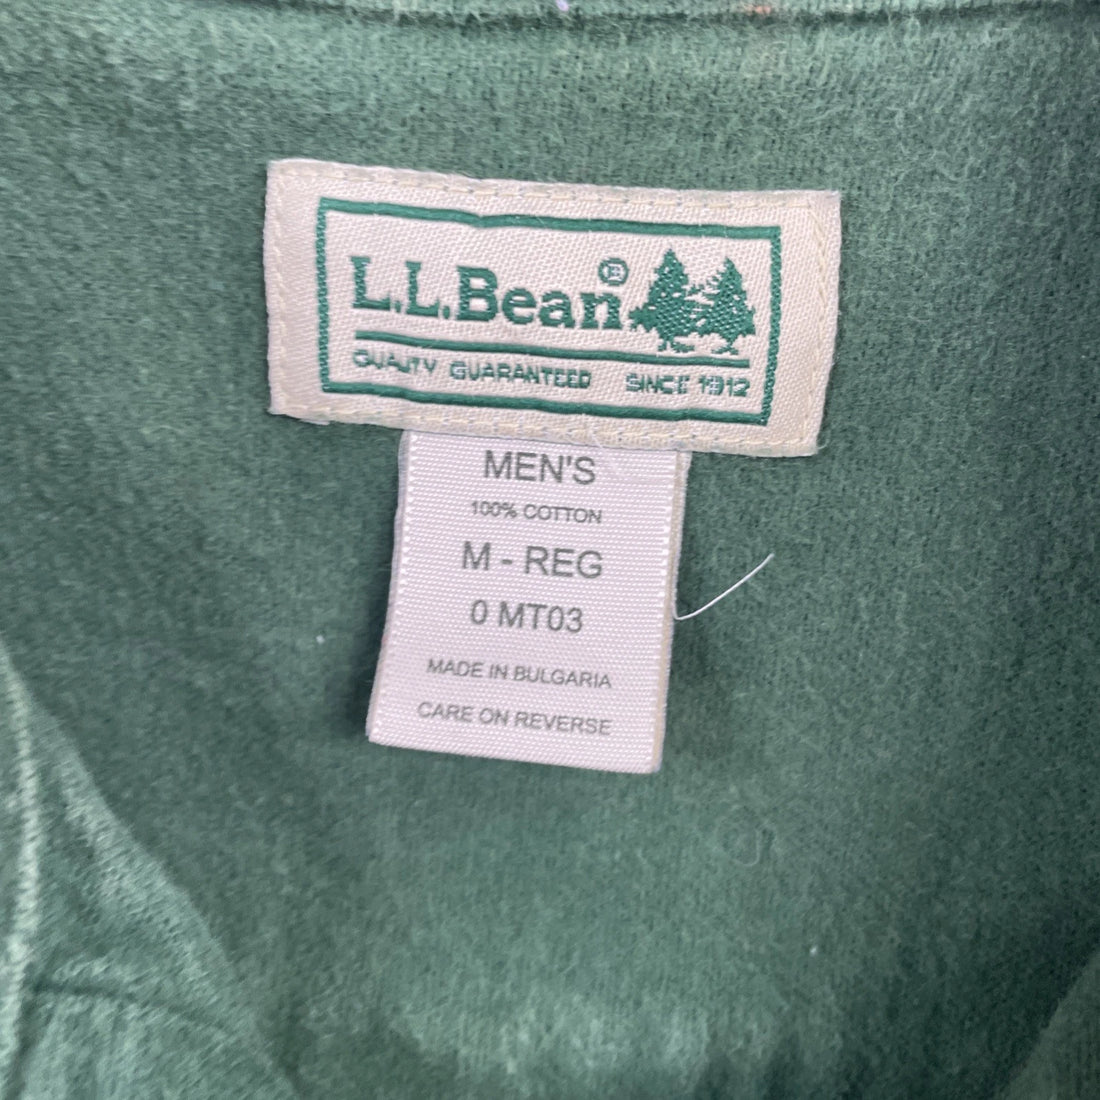 L.L.Bean®
QUALITY GUARANTEED SINCE 1912
MEN'S
100% COTTON
M - REG
0 MT03
MADE IN BULGARIA
CARE ON REVERSE